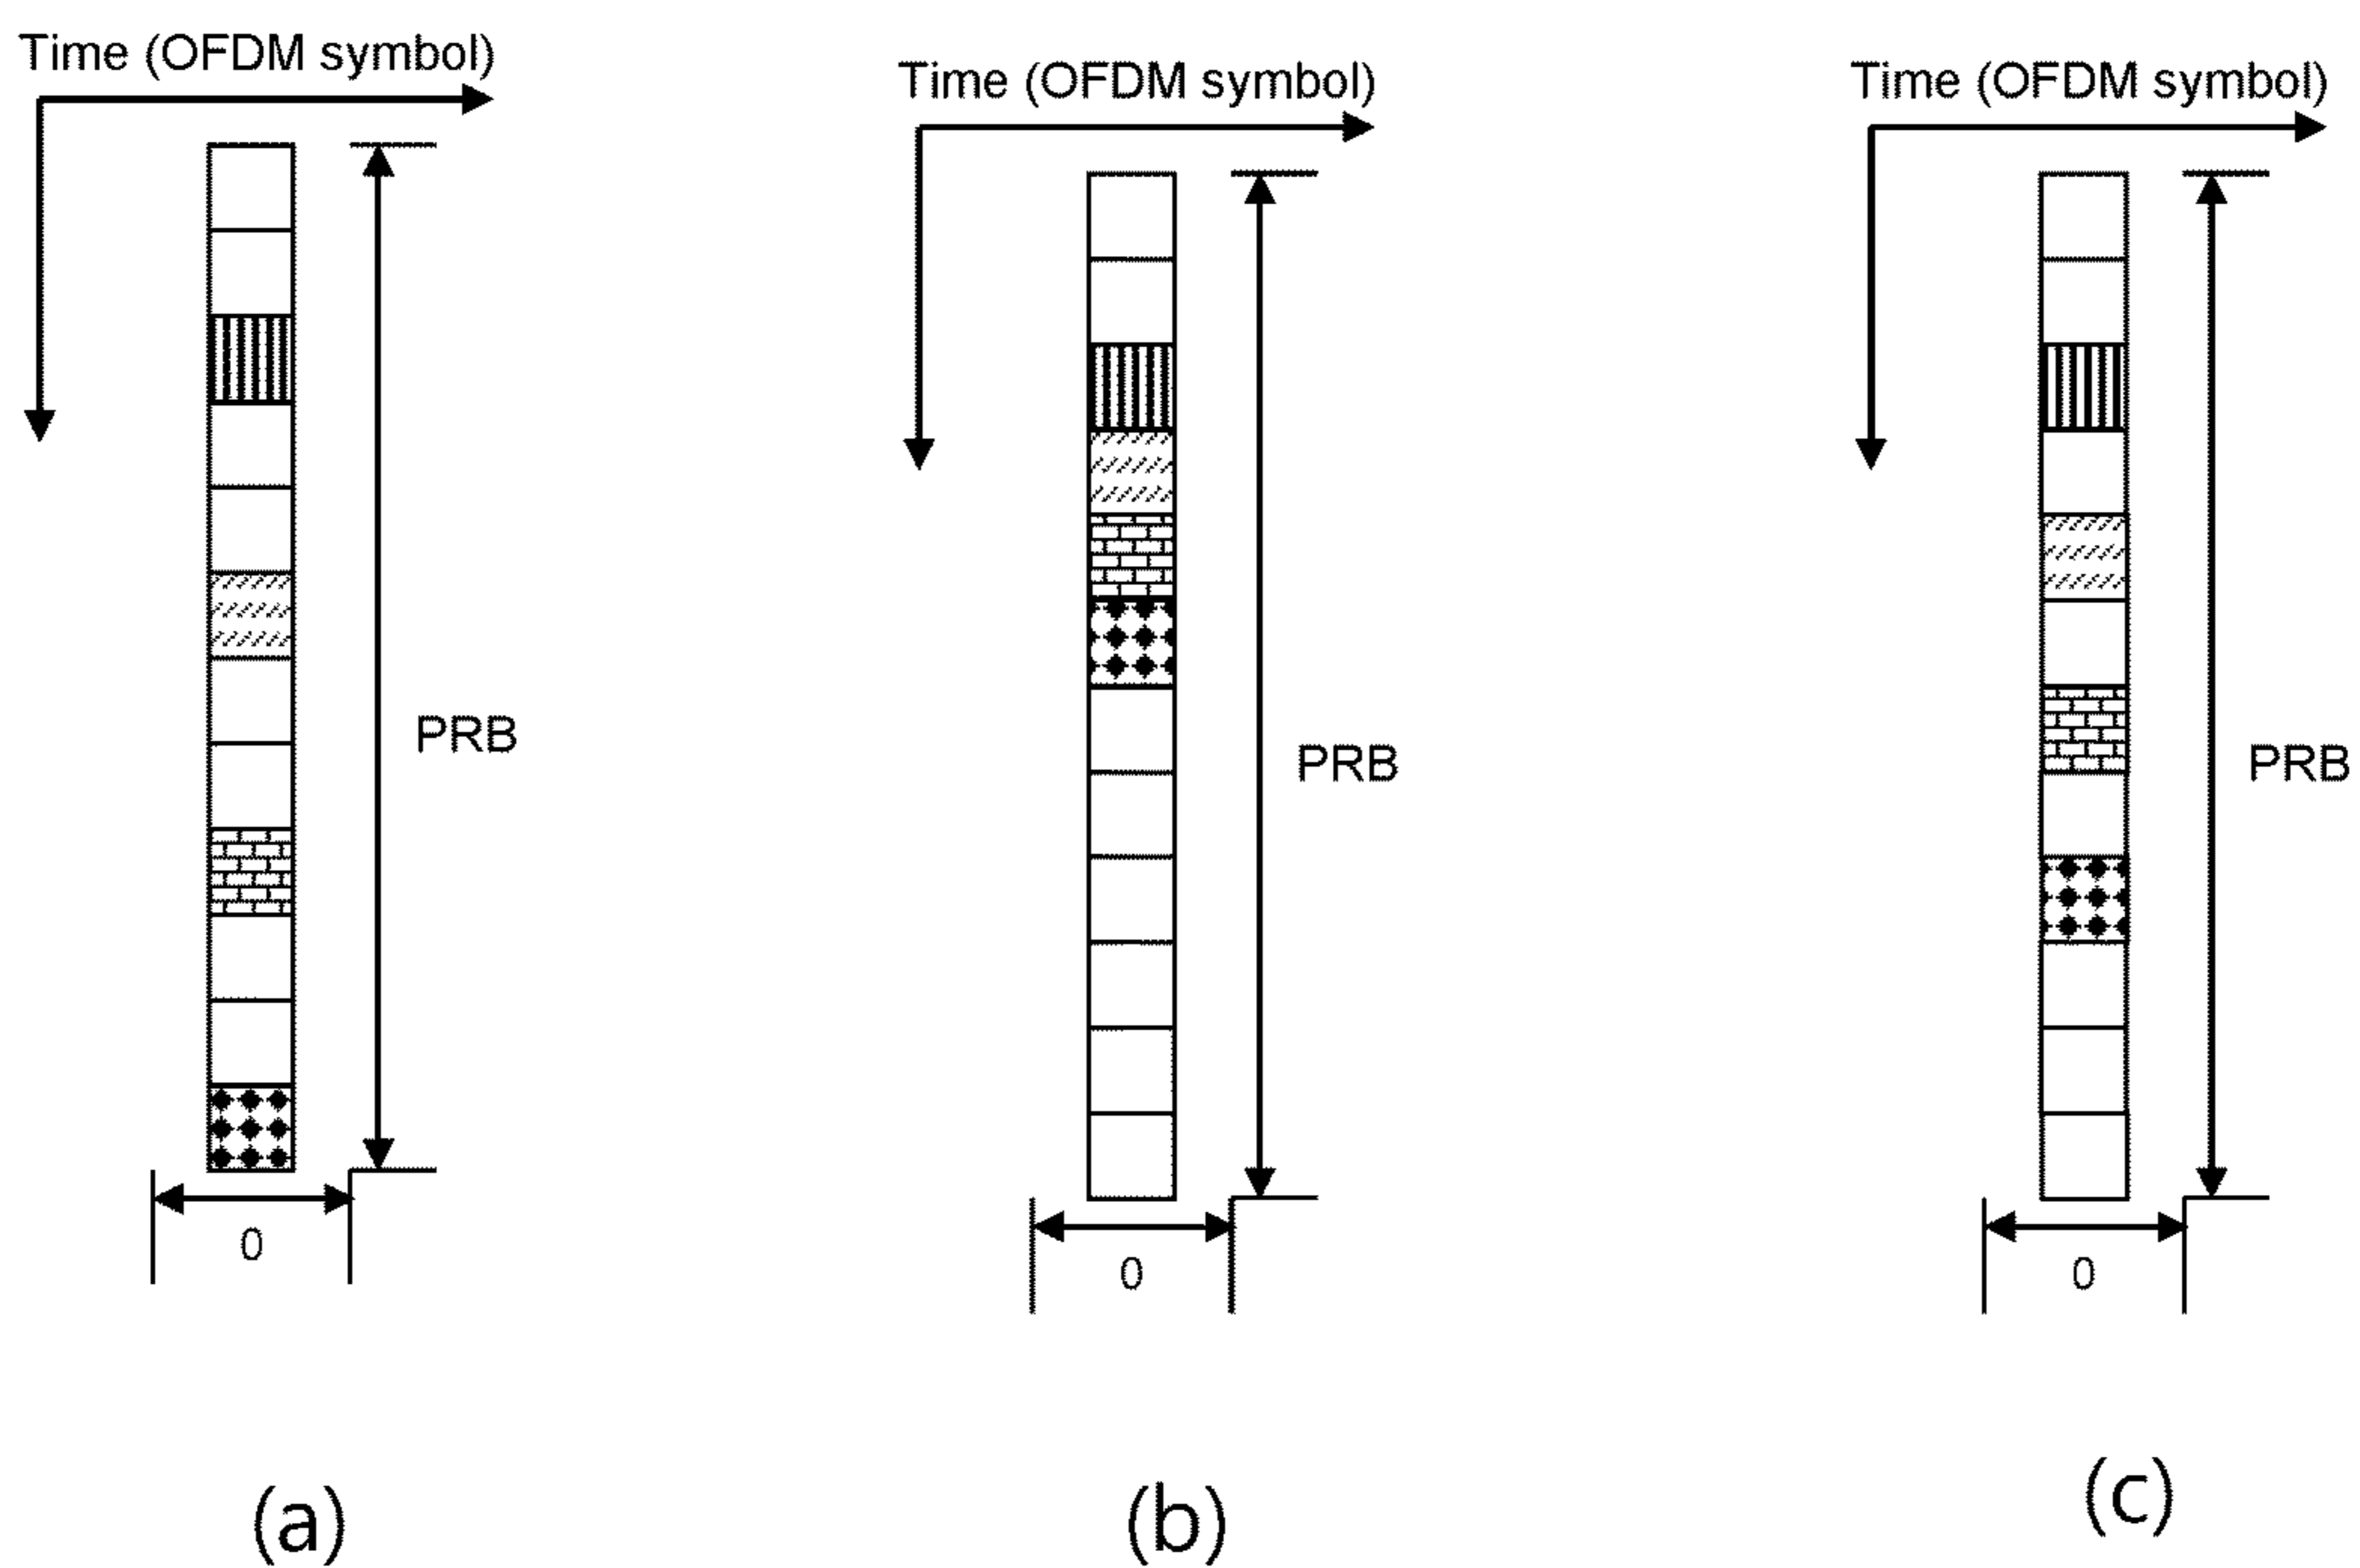 Time (OFDM symbol)
PRB
0
(a)
Time (OFDM symbol)
PRB
0
(b)
Time (OFDM symbol)
PRB
0
(c)